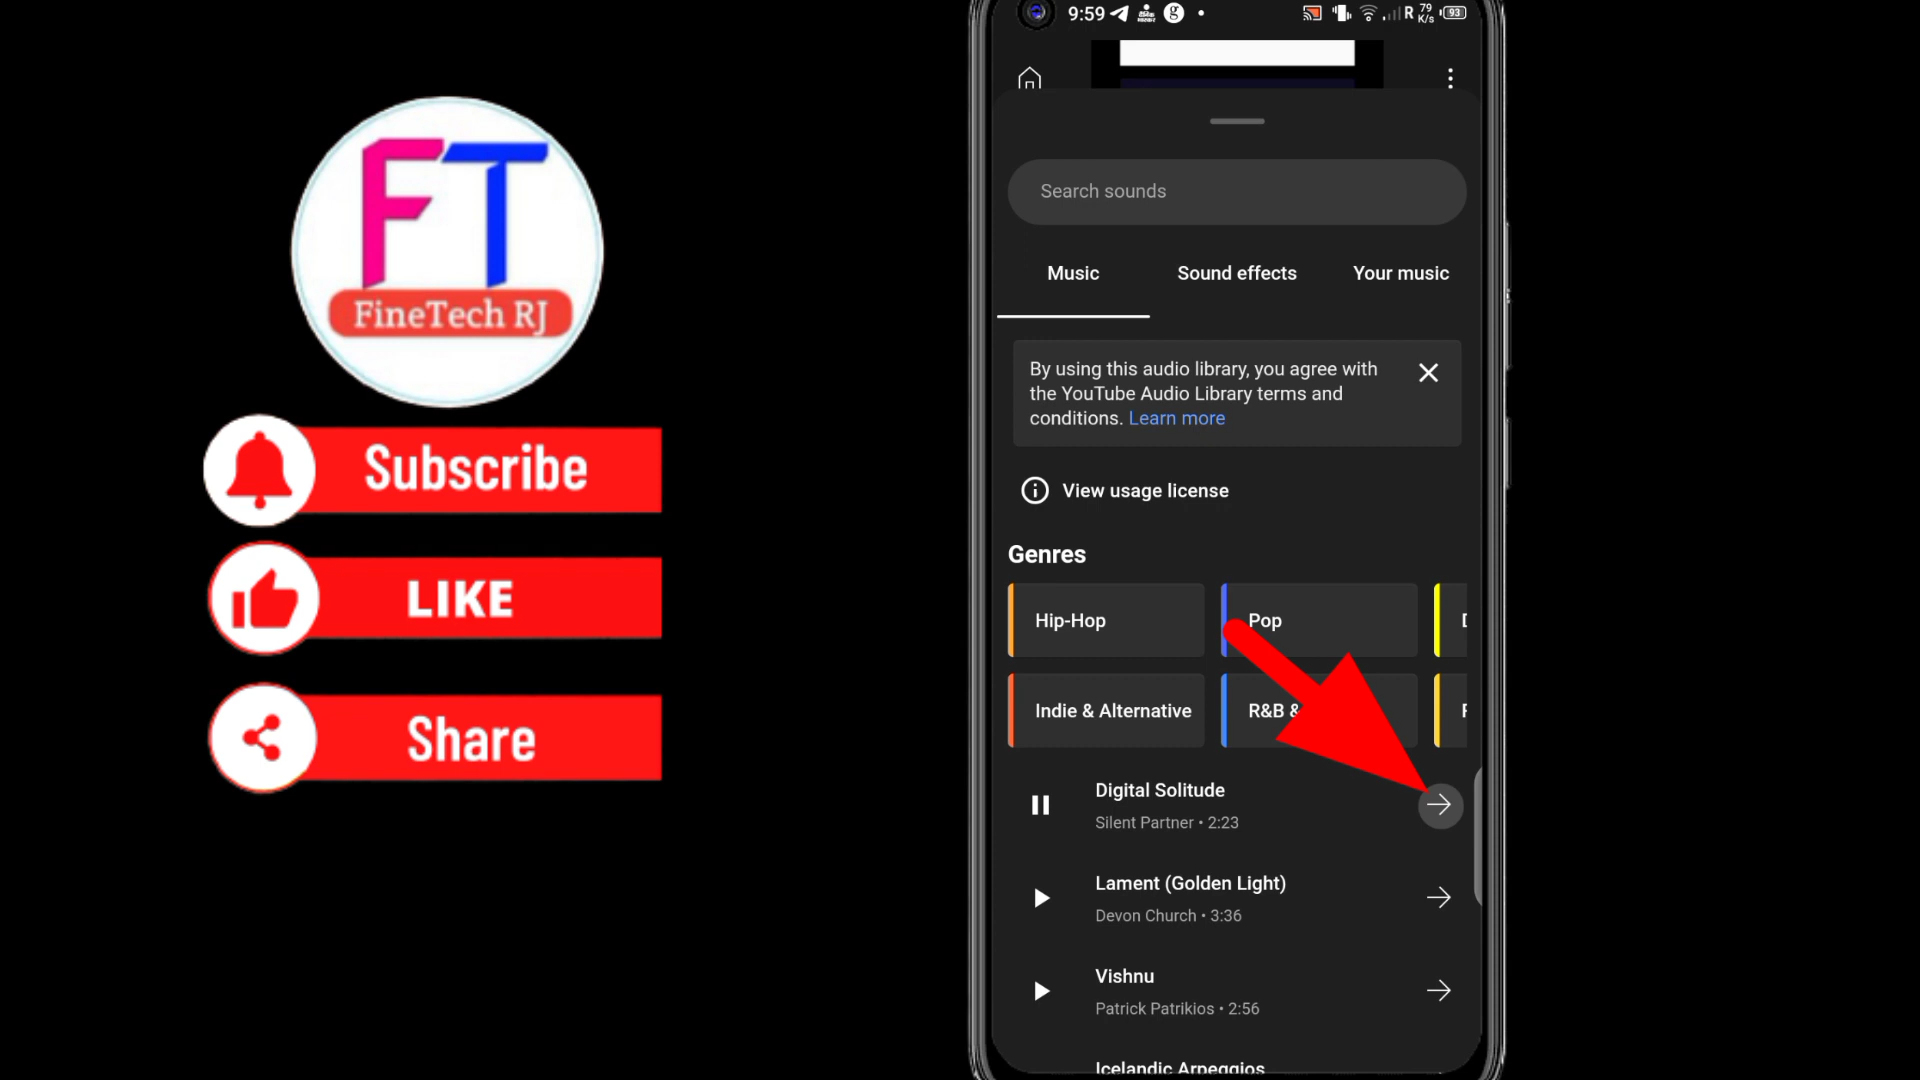 FT
FineTech RJ
Subscribe
LIKE
Share
9:59
g
R
79
K/s
93
Search sounds
Music
Sound effects
Your music
By using this audio library, you agree with
the YouTube Audio Library terms and
conditions. Learn more
View usage license
Genres
Hip-Hop
Pop
Indie & Alternative
R&B &
Digital Solitude
Silent Partner • 2:23
Lament (Golden Light)
Devon Church • 3:36
Vishnu
Patrick Patrikios • 2:56
Icelandic Arpeggios